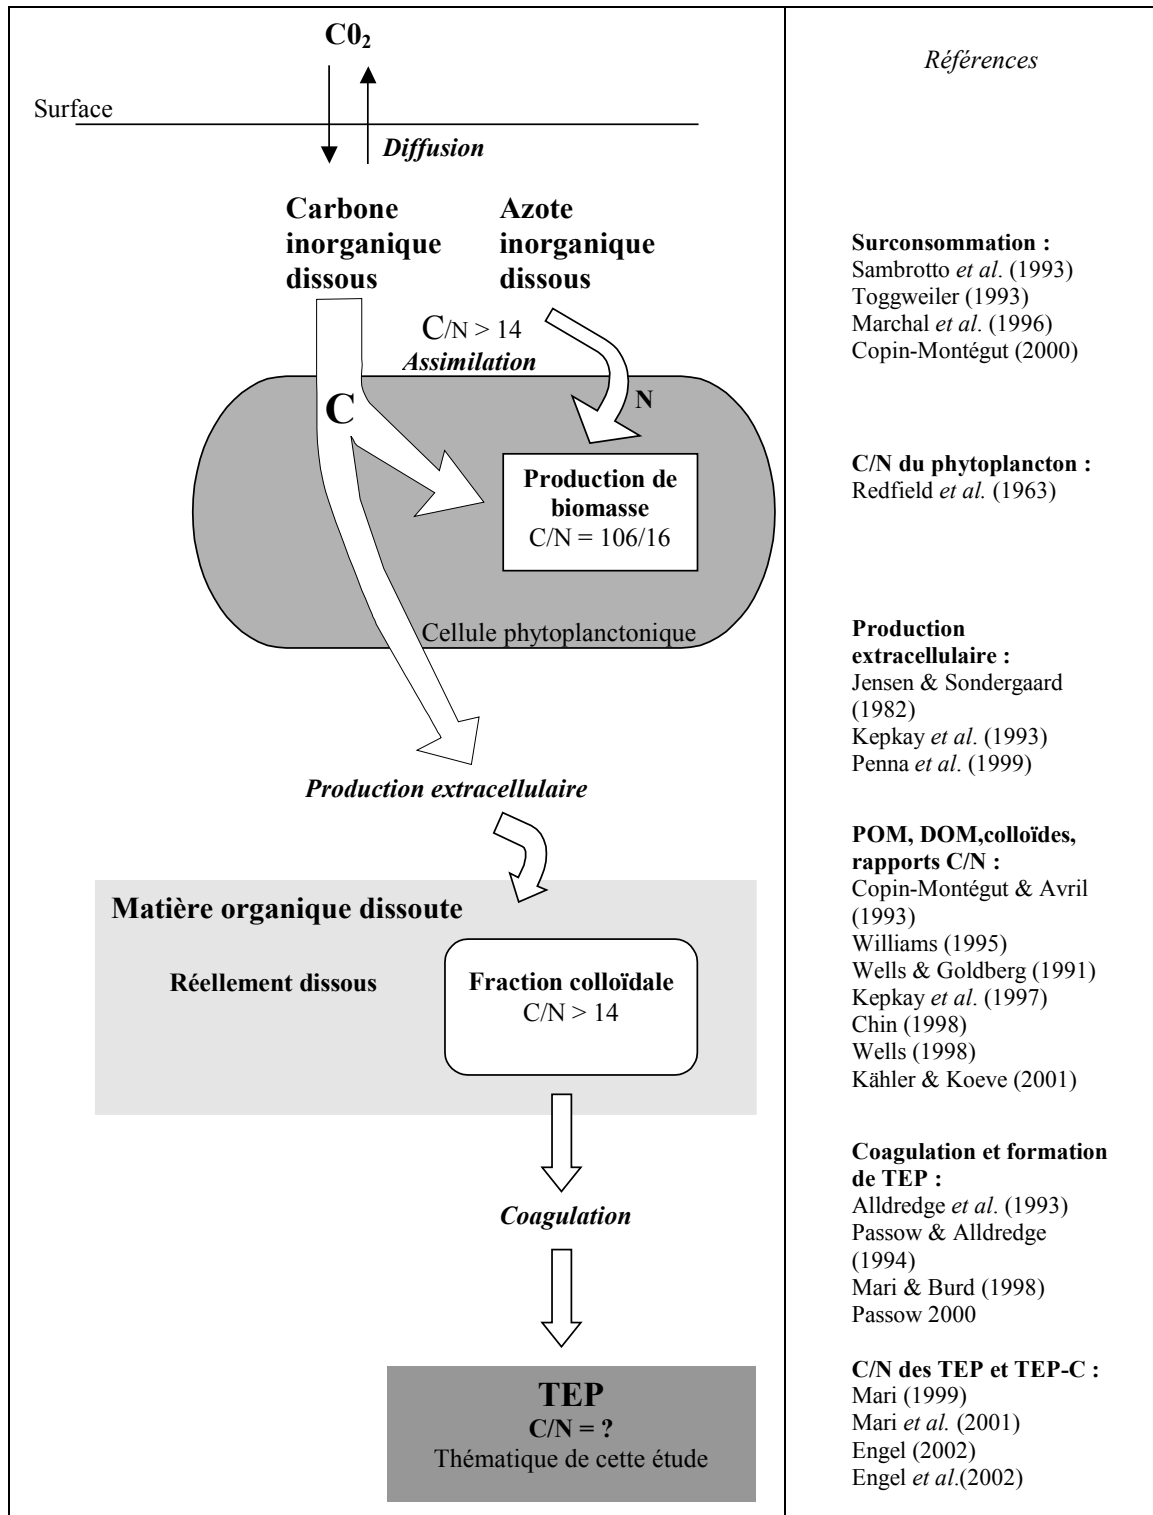 C0₂
Surface
Diffusion
Carbone
inorganique
dissous
Azote
inorganique
dissous
C/N > 14
Assimilation
C
N
Production de
biomasse
C/N = 106/16
Cellule phytoplanctonique
Production extracellulaire
Matière organique dissoute
Réellement dissous
Fraction colloïdale
C/N > 14
Coagulation
TEP
C/N = ?
Thématique de cette étude
Références
Surconsommation :
Sambrotto et al. (1993)
Toggweiler (1993)
Marchal et al. (1996)
Copin-Montégut (2000)
C/N du phytoplancton :
Redfield et al. (1963)
Production
extracellulaire :
Jensen & Sondergaard
(1982)
Kepkay et al. (1993)
Penna et al. (1999)
POM, DOM,colloïdes,
rapports C/N :
Copin-Montégut & Avril
(1993)
Williams (1995)
Wells & Goldberg (1991)
Kepkay et al. (1997)
Chin (1998)
Wells (1998)
Kähler & Koeve (2001)
Coagulation et formation
de TEP :
Alldredge et al. (1993)
Passow & Alldredge
(1994)
Mari & Burd (1998)
Passow 2000
C/N des TEP et TEP-C :
Mari (1999)
Mari et al. (2001)
Engel (2002)
Engel et al.(2002)